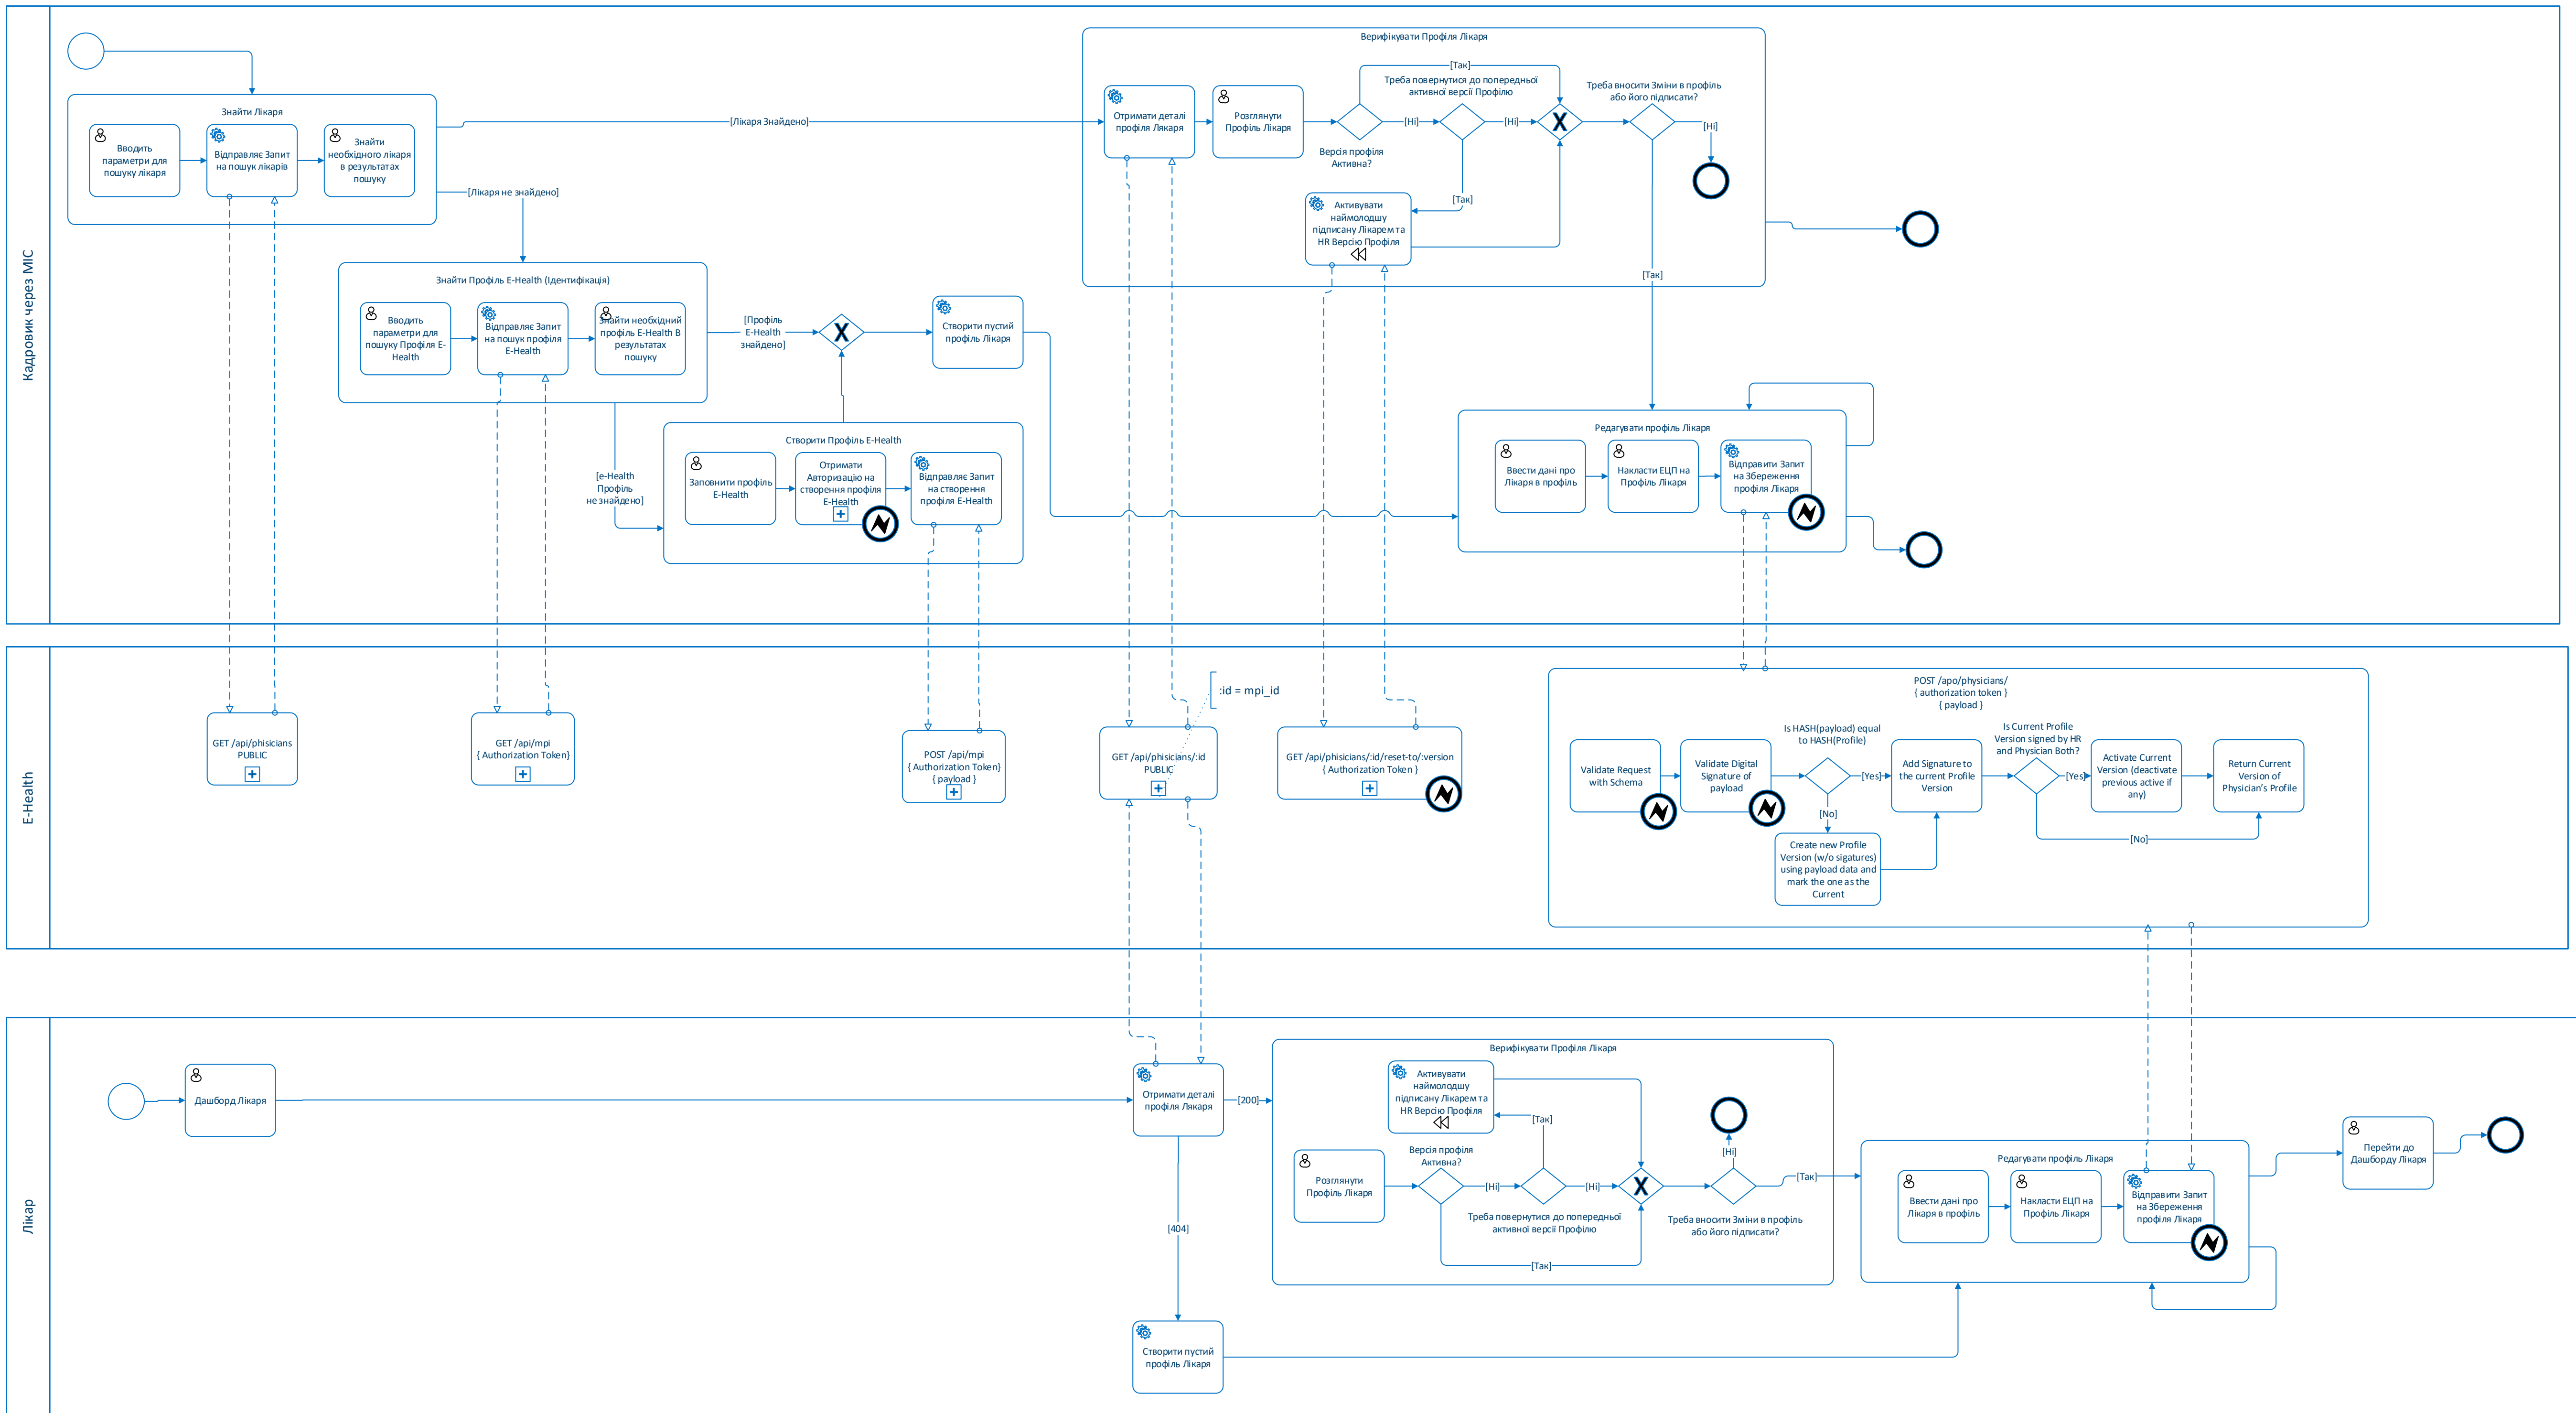 Кадровик через МІС
Знайти Лікаря
Вводить
параметри для
пошуку лікаря
Відправляє Запит
на пошук лікарів
Знайти
необхідного лікаря
в результатах
пошуку
[Лікаря Знайдено]
[Лікаря не знайдено]
Верифікувати Профіля Лікаря
Отримати деталі
профіля Лякаря
Розглянути
Профіль Лікаря
[Так]
Треба повернутися до попередньої
активної версії Профілю
Треба вносити Зміни в профіль
або його підписати?
[Ні]
[Ні]
[Ні]
Версія профіля
Активна?
[Так]
Активувати
наймолодшу
підписану Лікарем та
HR Версію Профіля
[Так]
Знайти Профіль E-Health (Ідентифікація)
Вводить
параметри для
пошуку Профіля E-
Health
Відправляє Запит
на пошук профіля
E-Health
Знайти необхідний
профіль E-Health В
результатах
пошуку
[Профіль
E-Health
знайдено]
Створити пустий
профіль Лікаря
[e-Health
Профіль
не знайдено]
Створити Профіль E-Health
Заповнити профіль
E-Health
Отримати
Авторизацію на
створення профіля
E-Health
Відправляє Запит
на створення
профіля E-Health
Редагувати профіль Лікаря
Ввести дані про
Лікаря в профіль
Накласти ЕЦП на
Профіль Лікаря
Відправити Запит
на Збереження
профіля Лікаря
E-Health
GET /api/phisicians
PUBLIC
GET /api/mpi
{ Authorization Token}
POST /api/mpi
{ Authorization Token}
{ payload }
:id = mpi_id
GET /api/phisicians/:id
PUBLIC
GET /api/phisicians/:id/reset-to/:version
{ Authorization Token }
POST /apo/physicians/
{ authorization token }
{ payload }
Validate Request
with Schema
Validate Digital
Signature of
payload
Is HASH(payload) equal
to HASH(Profile)
[Yes]
[No]
Create new Profile
Version (w/o sigatures)
using payload data and
mark the one as the
Current
Add Signature to
the current Profile
Version
Is Current Profile
Version signed by HR
and Physician Both?
[Yes]
[No]
Activate Current
Version (deactivate
previous active if
any)
Return Current
Version of
Physician's Profile
Лікар
Дашборд Лікаря
Отримати деталі
профіля Лякаря
[200]
[404]
Створити пустий
профіль Лікаря
Верифікувати Профіля Лікаря
Активувати
наймолодшу
підписану Лікарем та
HR Версію Профіля
[Так]
Розглянути
Профіль Лікаря
Версія профіля
Активна?
[Ні]
[Ні]
Треба повернутися до попередньої
активної версії Профілю
[Так]
[Ні]
Треба вносити Зміни в профіль
або його підписати?
[Так]
Редагувати профіль Лікаря
Ввести дані про
Лікаря в профіль
Накласти ЕЦП на
Профіль Лікаря
Відправити Запит
на Збереження
профіля Лікаря
Перейти до
Дашборду Лікаря